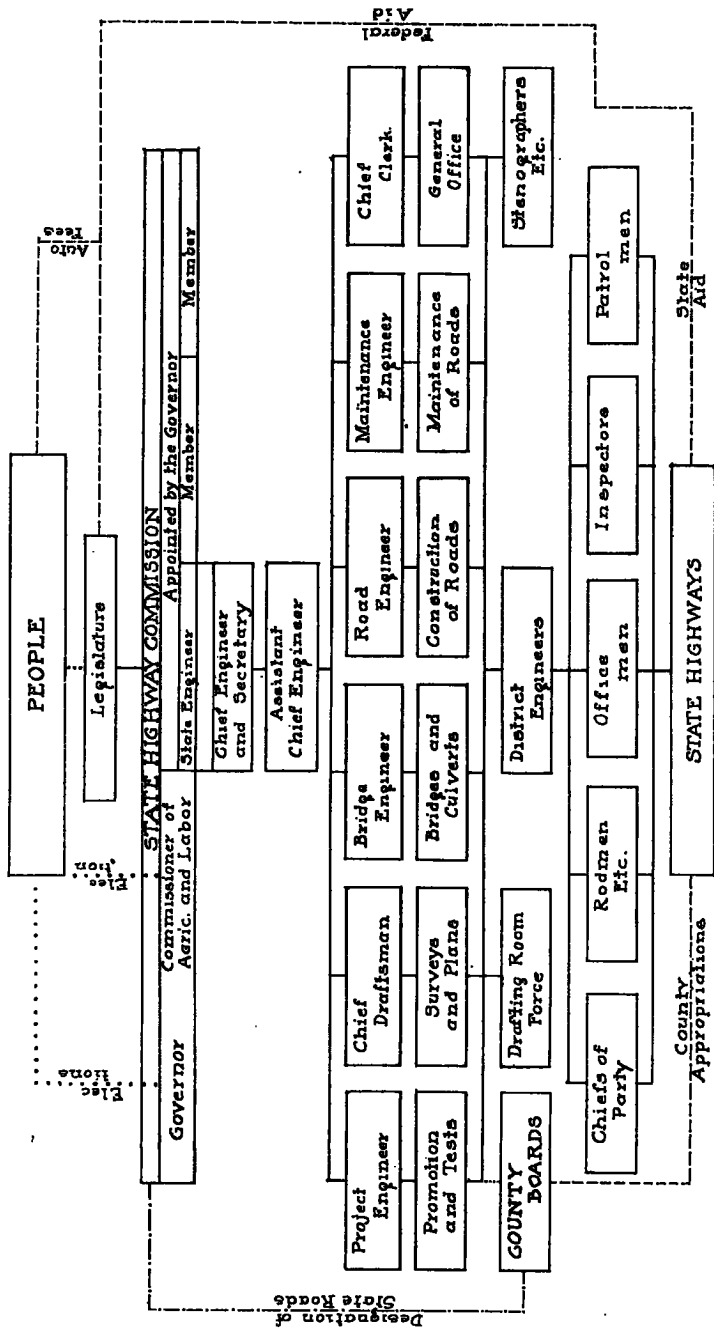 PEOPLE
Auto
Fees
Federal
Aid
Legislature
Elec
tions
Elec
tion
STATE HIGHWAY COMMISSION
Governor
Commissioner of
Agric. and Labor
Appointed by the Governor
State Engineer
Member
Member
Chief Engineer
and Secretary
Assistant
Chief Engineer
Designation of
State Roads
Project
Engineer
Chief
Draftsman
Bridge
Engineer
Road
Engineer
Maintenance
Engineer
Chief
Clerk.
Promotion
and Tests
Surveys
and Plans
Bridges and
Culverts
Construction
of Roads
Maintenance
of Roads
General
Office
COUNTY
BOARDS
Drafting Room
Force
District
Engineers
Stenographers
Etc.
Chiefs of
Party
Rodmen
Etc.
Office
men
Inspectors
Patrol
men
County
Appropriations
State
Aid
STATE HIGHWAYS